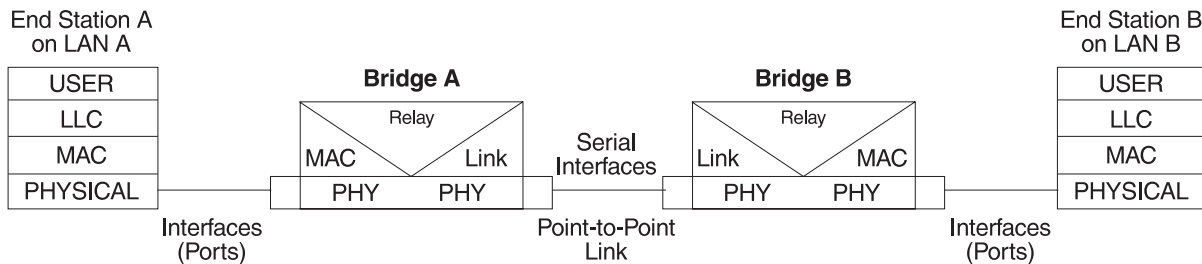 End Station A
on LAN A
USER
LLC
MAC
PHYSICAL
Interfaces
(Ports)
Bridge A
Relay
MAC
Link
PHY
PHY
Serial
Interfaces
Point-to-Point
Link
Bridge B
Relay
Link
MAC
PHY
PHY
Interfaces
(Ports)
End Station B
on LAN B
USER
LLC
MAC
PHYSICAL